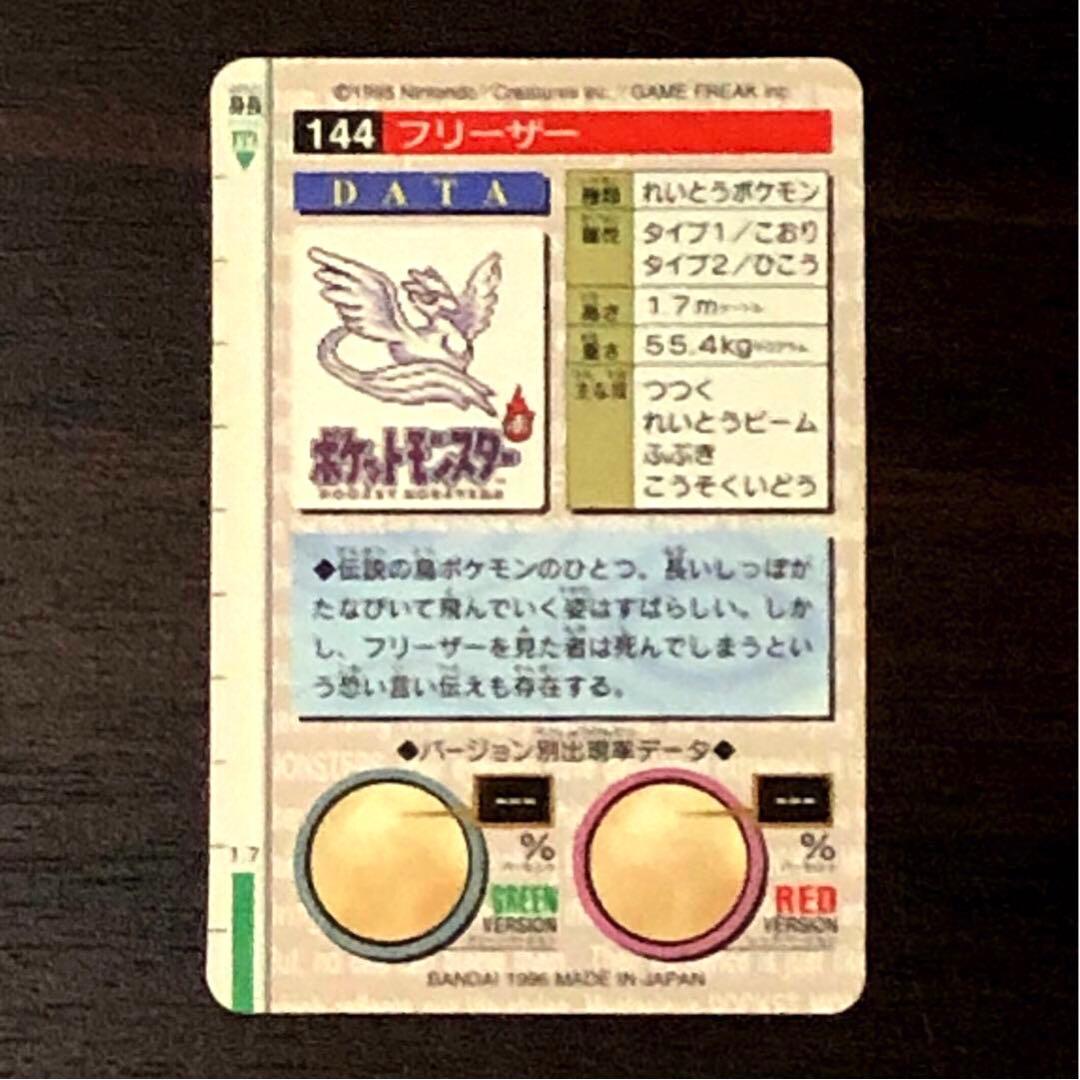 ©1995 Nintendo/Creatures inc./GAME FREAK inc
身長
144 フリーザー
DATA
種類 れいとうポケモン
属性 タイプ1/こおり
タイプ2/ひこう
高さ 1.7m
重さ 55.4kg
主な技 つつく
れいとうビーム
ふぶき
こうそくいどう
ポケットモンスター
POCKET MONSTERS
◆伝説の鳥ポケモンのひとつ。長いしっぽが
たなびいて飛んでいく姿はすばらしい。しか
し、フリーザーを見た者は死んでしまうとい
う恐い言い伝えも存在する。
◆バージョン別出現率データ◆
--- ---
% %
1.7
GREEN RED
VERSION VERSION
BANDAI 1996 MADE IN JAPAN